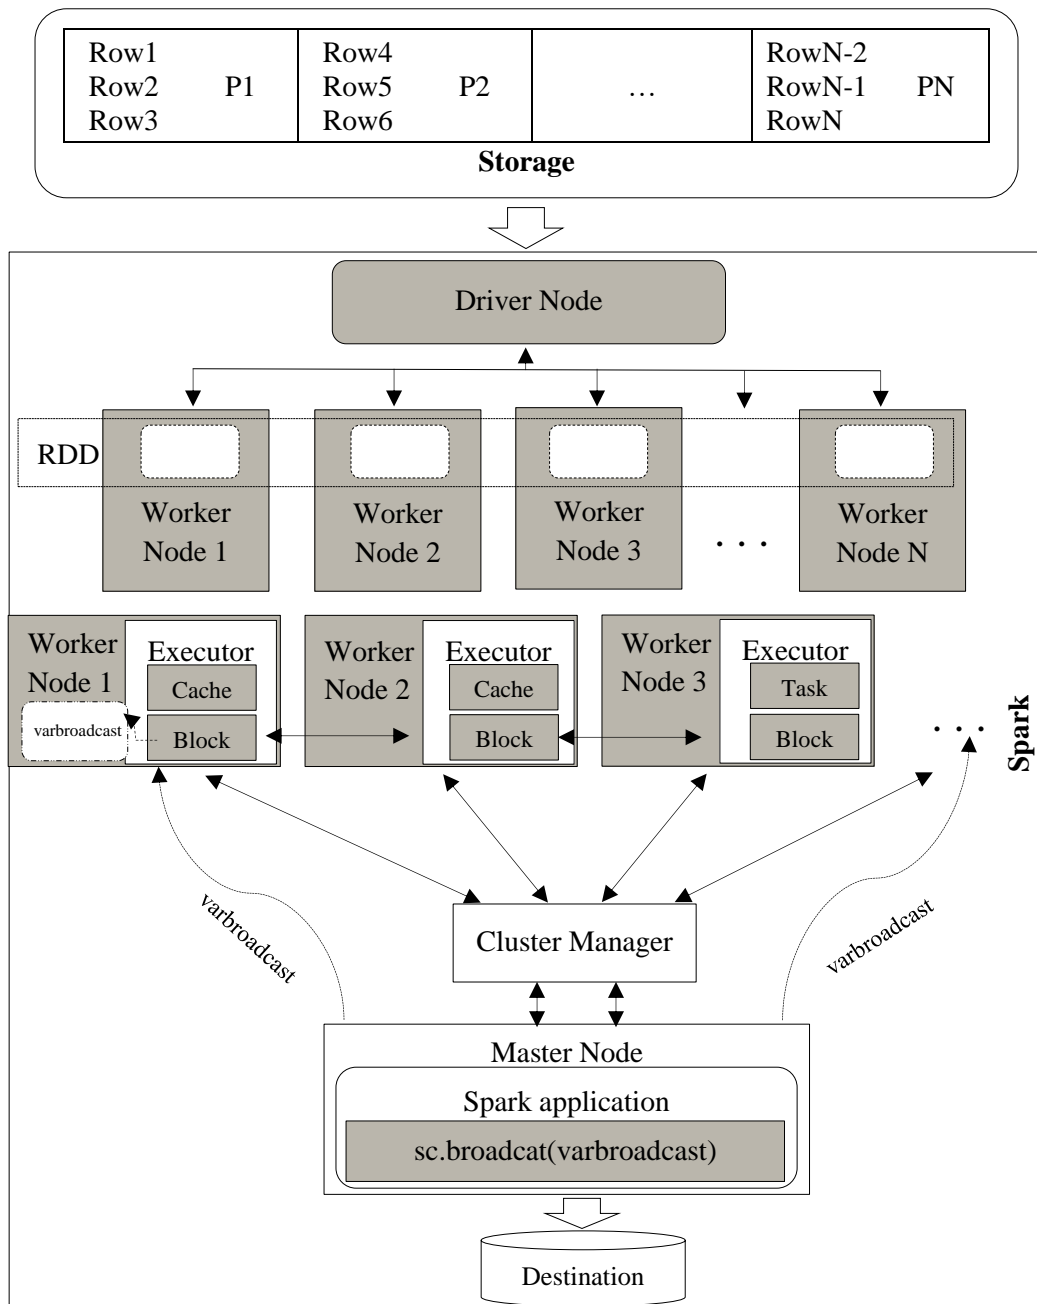 Row1
Row2
Row3
P1
Row4
Row5
Row6
P2
…
RowN-2
RowN-1
RowN
PN
Storage
Driver Node
RDD
Worker
Node 1
Worker
Node 2
Worker
Node 3
. . .
Worker
Node N
Worker
Node 1
varbroadcast
Executor
Cache
Block
Worker
Node 2
Executor
Cache
Block
Worker
Node 3
Executor
Task
Block
. . .
Spark
varbroadcast
varbroadcast
Cluster Manager
Master Node
Spark application
sc.broadcat(varbroadcast)
Destination